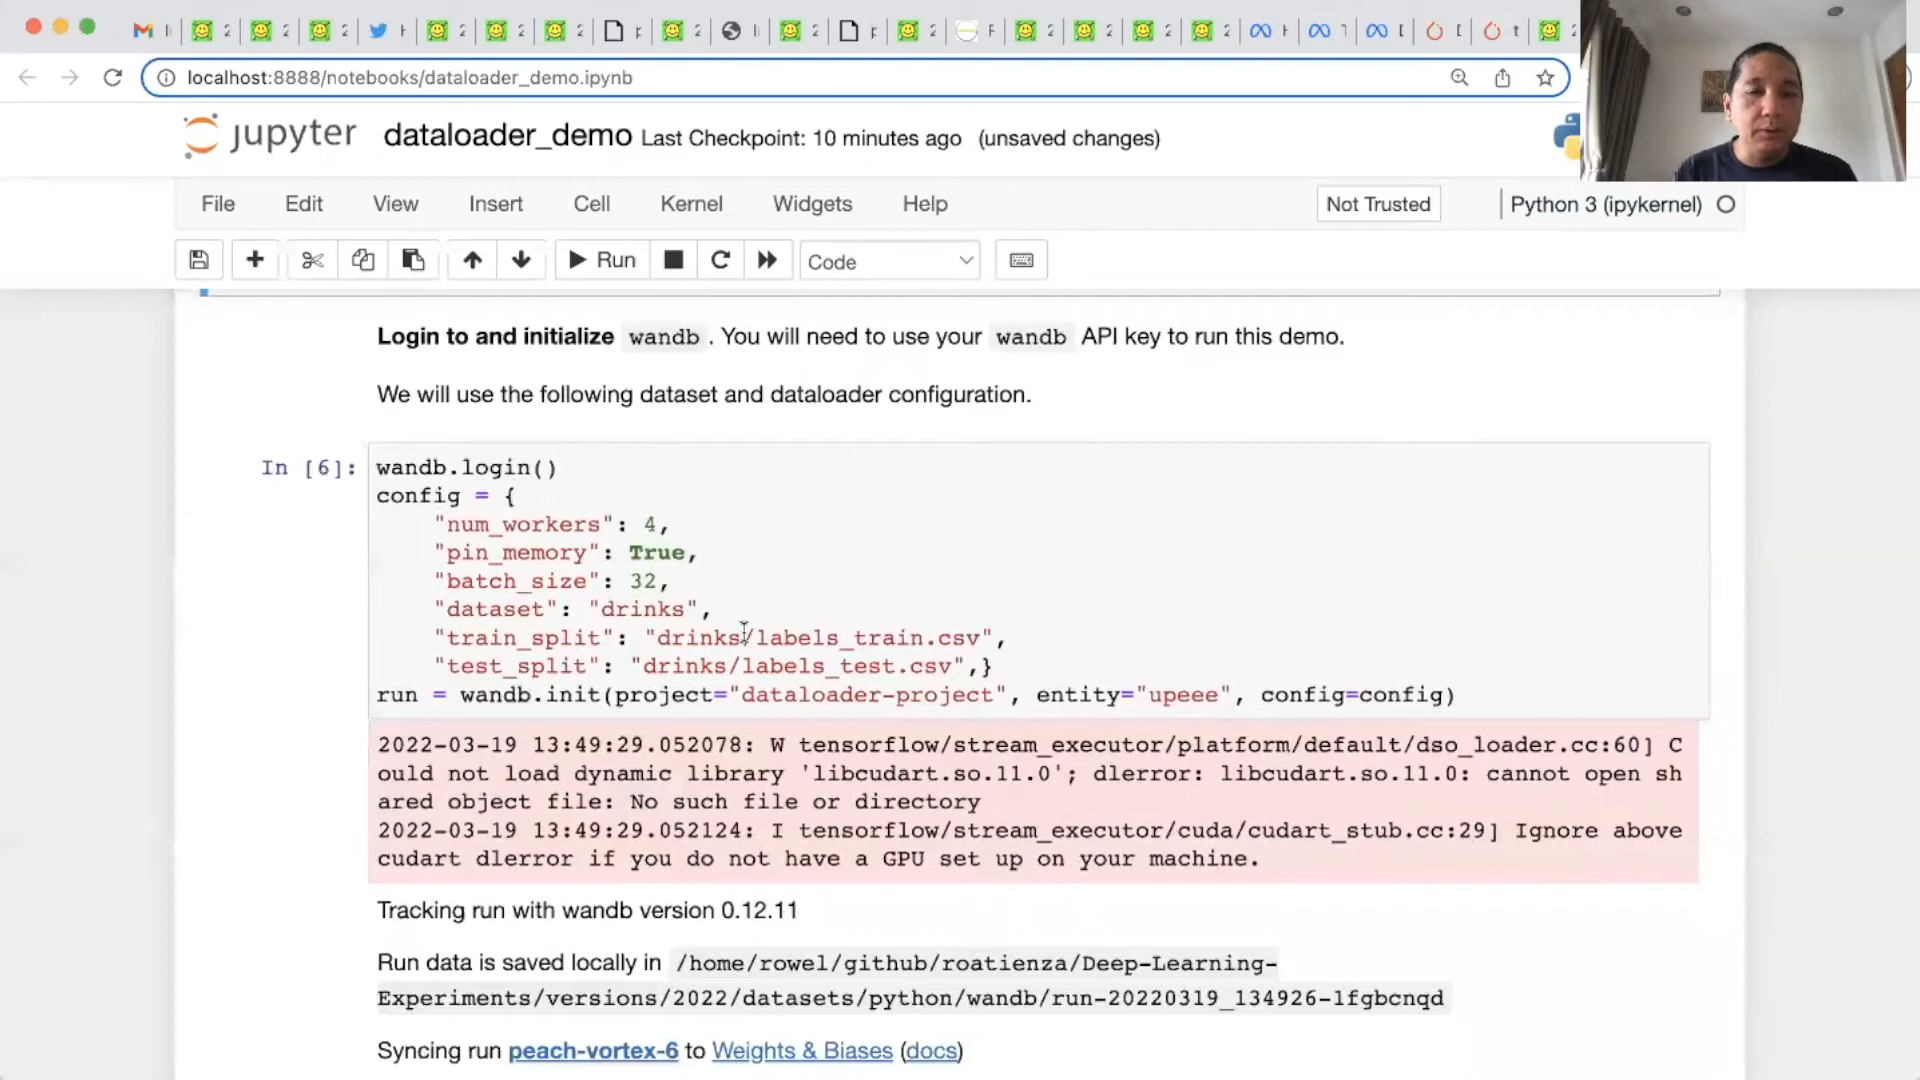 localhost:8888/notebooks/dataloader_demo.ipynb
jupyter dataloader_demo Last Checkpoint: 10 minutes ago (unsaved changes)
File Edit View Insert Cell Kernel Widgets Help Not Trusted Python 3 (ipykernel)
Run Code
Login to and initialize wandb . You will need to use your wandb API key to run this demo.
We will use the following dataset and dataloader configuration.
In [6]: wandb.login()
config = {
"num_workers": 4,
"pin_memory": True,
"batch_size": 32,
"dataset": "drinks",
"train_split": "drinks/labels_train.csv",
"test_split": "drinks/labels_test.csv",}
run = wandb.init(project="dataloader-project", entity="upeee", config=config)
2022-03-19 13:49:29.052078: W tensorflow/stream_executor/platform/default/dso_loader.cc:60] C
ould not load dynamic library 'libcudart.so.11.0'; dlerror: libcudart.so.11.0: cannot open sh
ared object file: No such file or directory
2022-03-19 13:49:29.052124: I tensorflow/stream_executor/cuda/cudart_stub.cc:29] Ignore above
cudart dlerror if you do not have a GPU set up on your machine.
Tracking run with wandb version 0.12.11
Run data is saved locally in /home/rowel/github/roatienza/Deep-Learning-
Experiments/versions/2022/datasets/python/wandb/run-20220319_134926-1fgbcnqd
Syncing run peach-vortex-6 to Weights & Biases (docs)